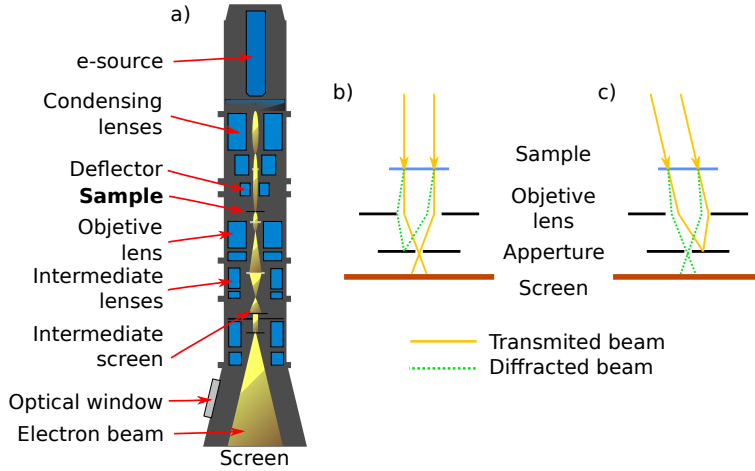 a)
e-source
Condensing
lenses
Deflector
Sample
Objetive
lens
Intermediate
lenses
Intermediate
screen
Optical window
Electron beam
Screen
b)
c)
Sample
Objetive
lens
Apperture
Screen
Transmited beam
Diffracted beam